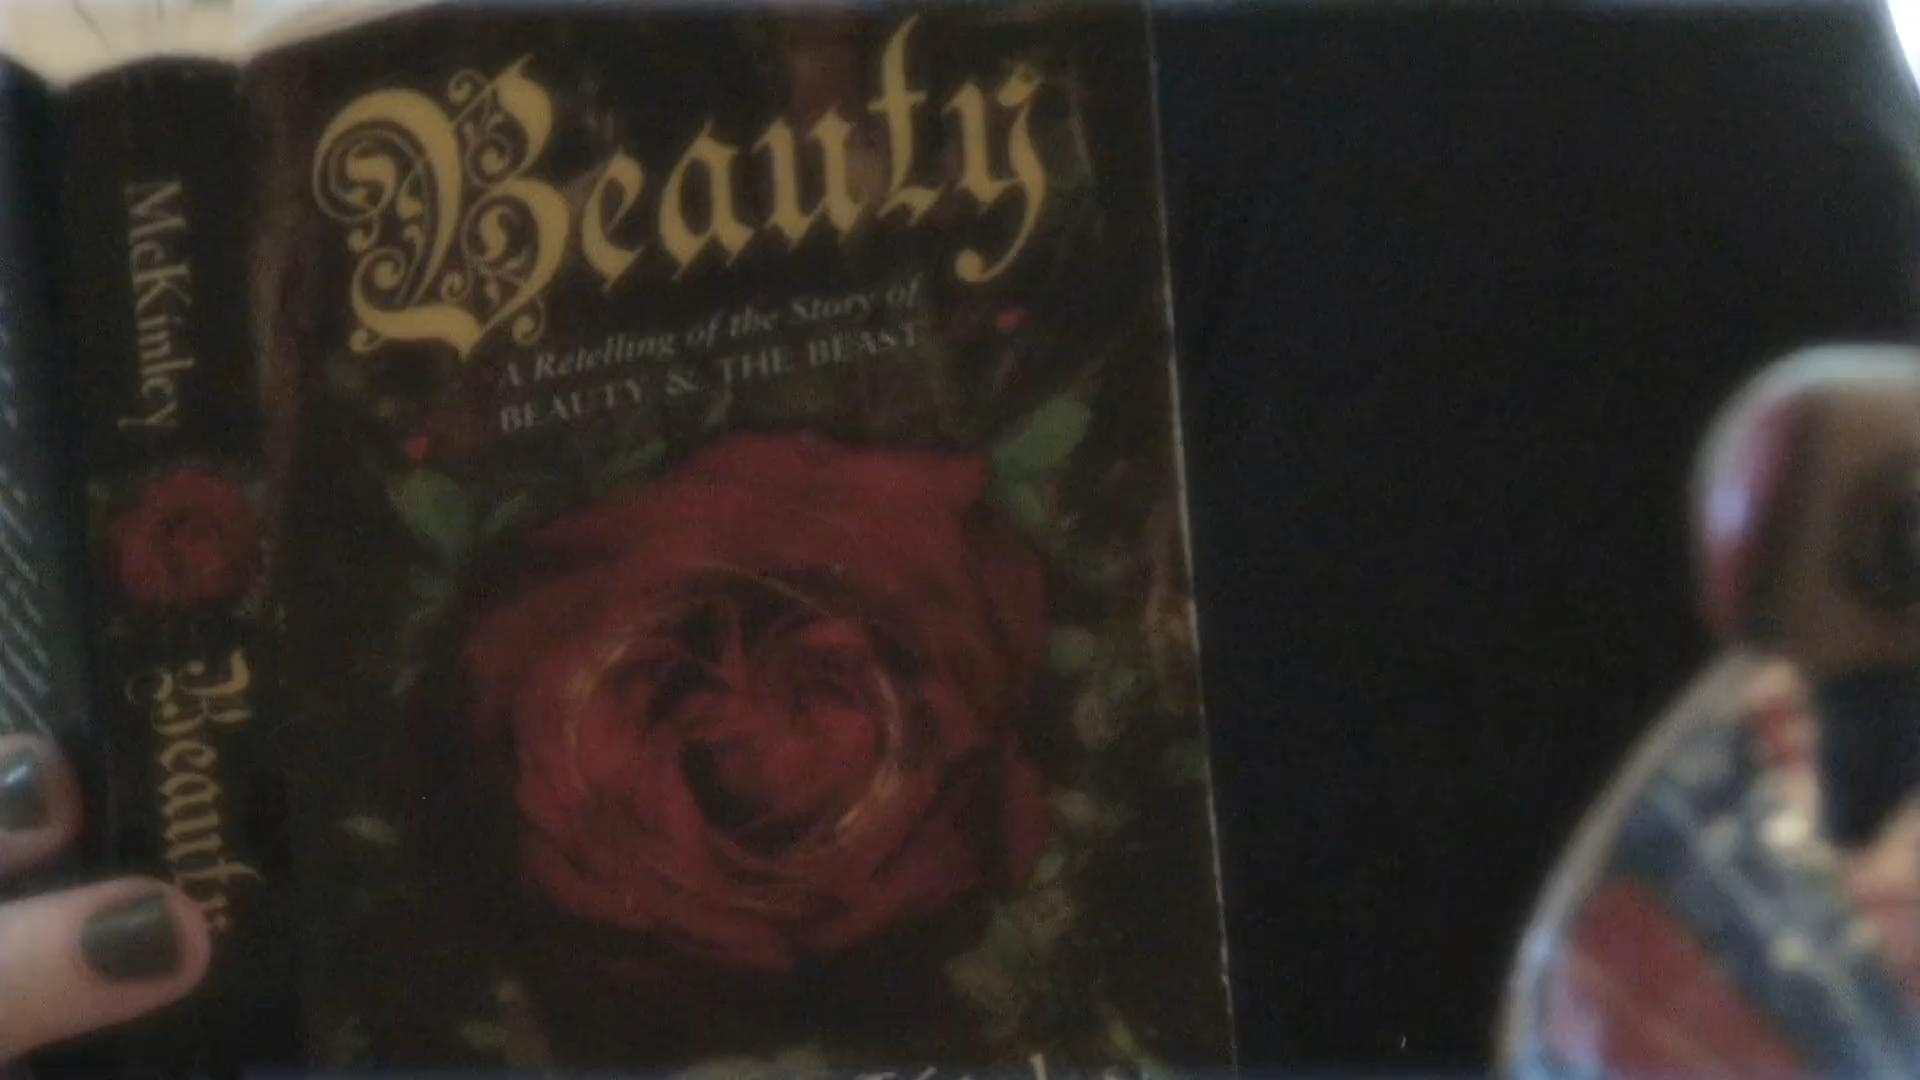 McKinley
Beauty
Beauty
A Retelling of the Story of
BEAUTY & THE BEAST